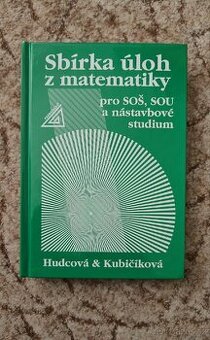 Sbírka úloh
z matematiky
pro SOŠ, SOU
a nástavbové
studium
Hudcová & Kubičíková